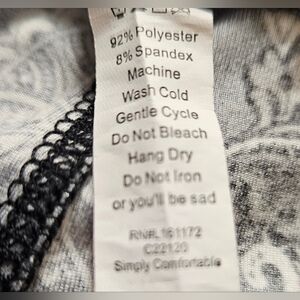 92% Polyester
8% Spandex
Machine
Wash Cold
Gentle Cycle
Do Not Bleach
Hang Dry
Do Not Iron
or you'll be sad
RN#L161172
C22120
Simply Comfortable